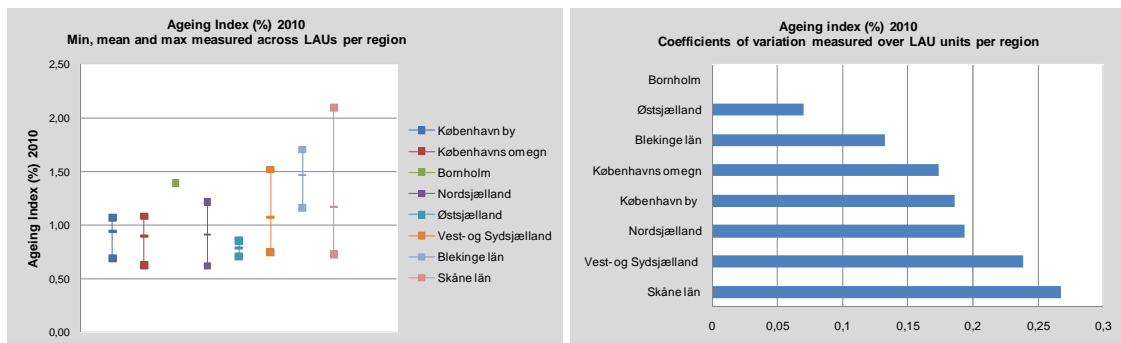 Ageing Index (%) 2010
Min, mean and max measured across LAUs per region
Ageing Index (%) 2010
2,50
2,00
1,50
1,00
0,50
0,00
København by
Københavns omegn
Bornholm
Nordsjælland
Østsjælland
Vest- og Sydsjælland
Blekinge län
Skåne län
Ageing index (%) 2010
Coefficients of variation measured over LAU units per region
Bornholm
Østsjælland
Blekinge län
Københavns omegn
København by
Nordsjælland
Vest- og Sydsjælland
Skåne län
0 0,05 0,1 0,15 0,2 0,25 0,3